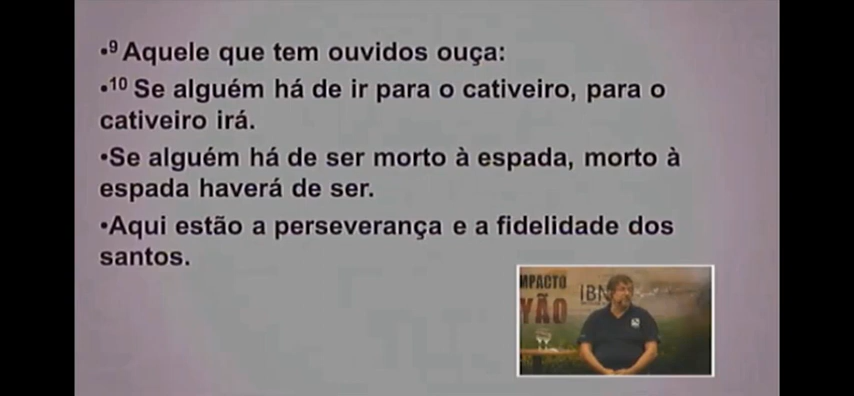 •⁹ Aquele que tem ouvidos ouça:
•¹⁰ Se alguém há de ir para o cativeiro, para o
cativeiro irá.
•Se alguém há de ser morto à espada, morto à
espada haverá de ser.
•Aqui estão a perseverança e a fidelidade dos
santos.
MPACTO
YÃO
IBN